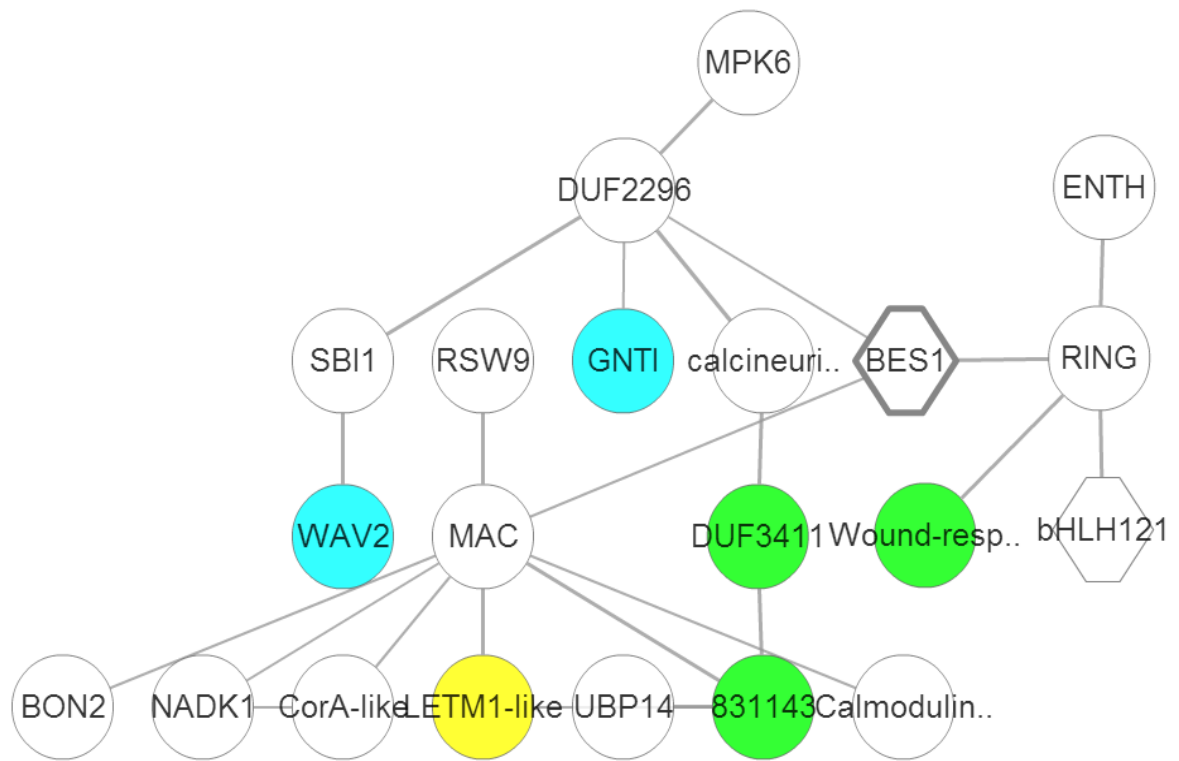 MPK6
DUF2296
ENTH
SBI1
RSW9
GNTI
calcineuri..
BES1
RING
WAV2
MAC
DUF3411
Wound-resp..
bHLH121
BON2
NADK1
CorA-like
LETM1-like
UBP14
831143
Calmodulin..